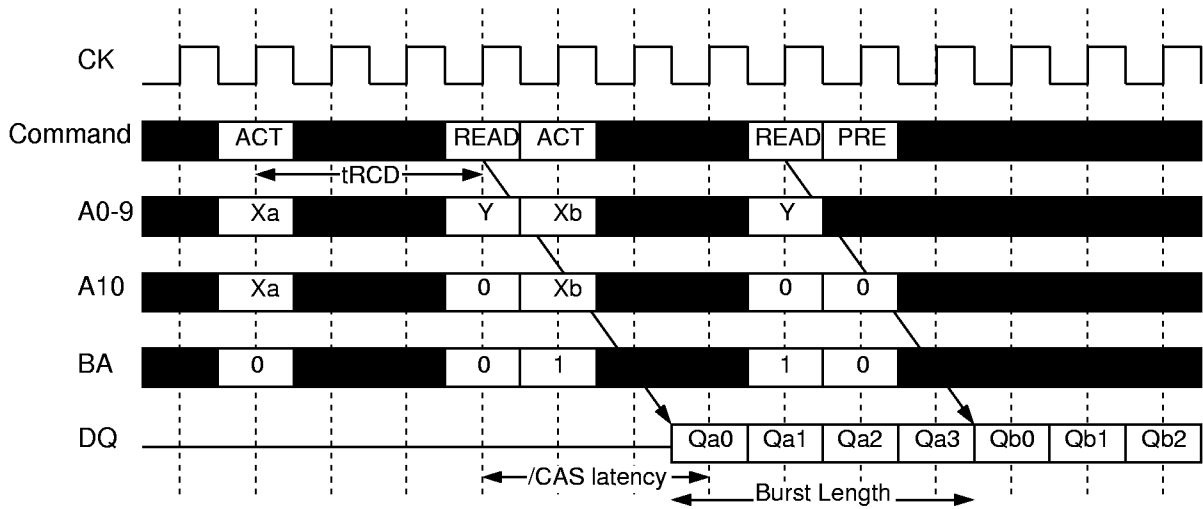 CK
Command ACT READ ACT READ PRE
tRCD
A0-9 Xa Y Xb Y
A10 Xa 0 Xb 0 0
BA 0 0 1 1 0
DQ Qa0 Qa1 Qa2 Qa3 Qb0 Qb1 Qb2
/CAS latency
Burst Length